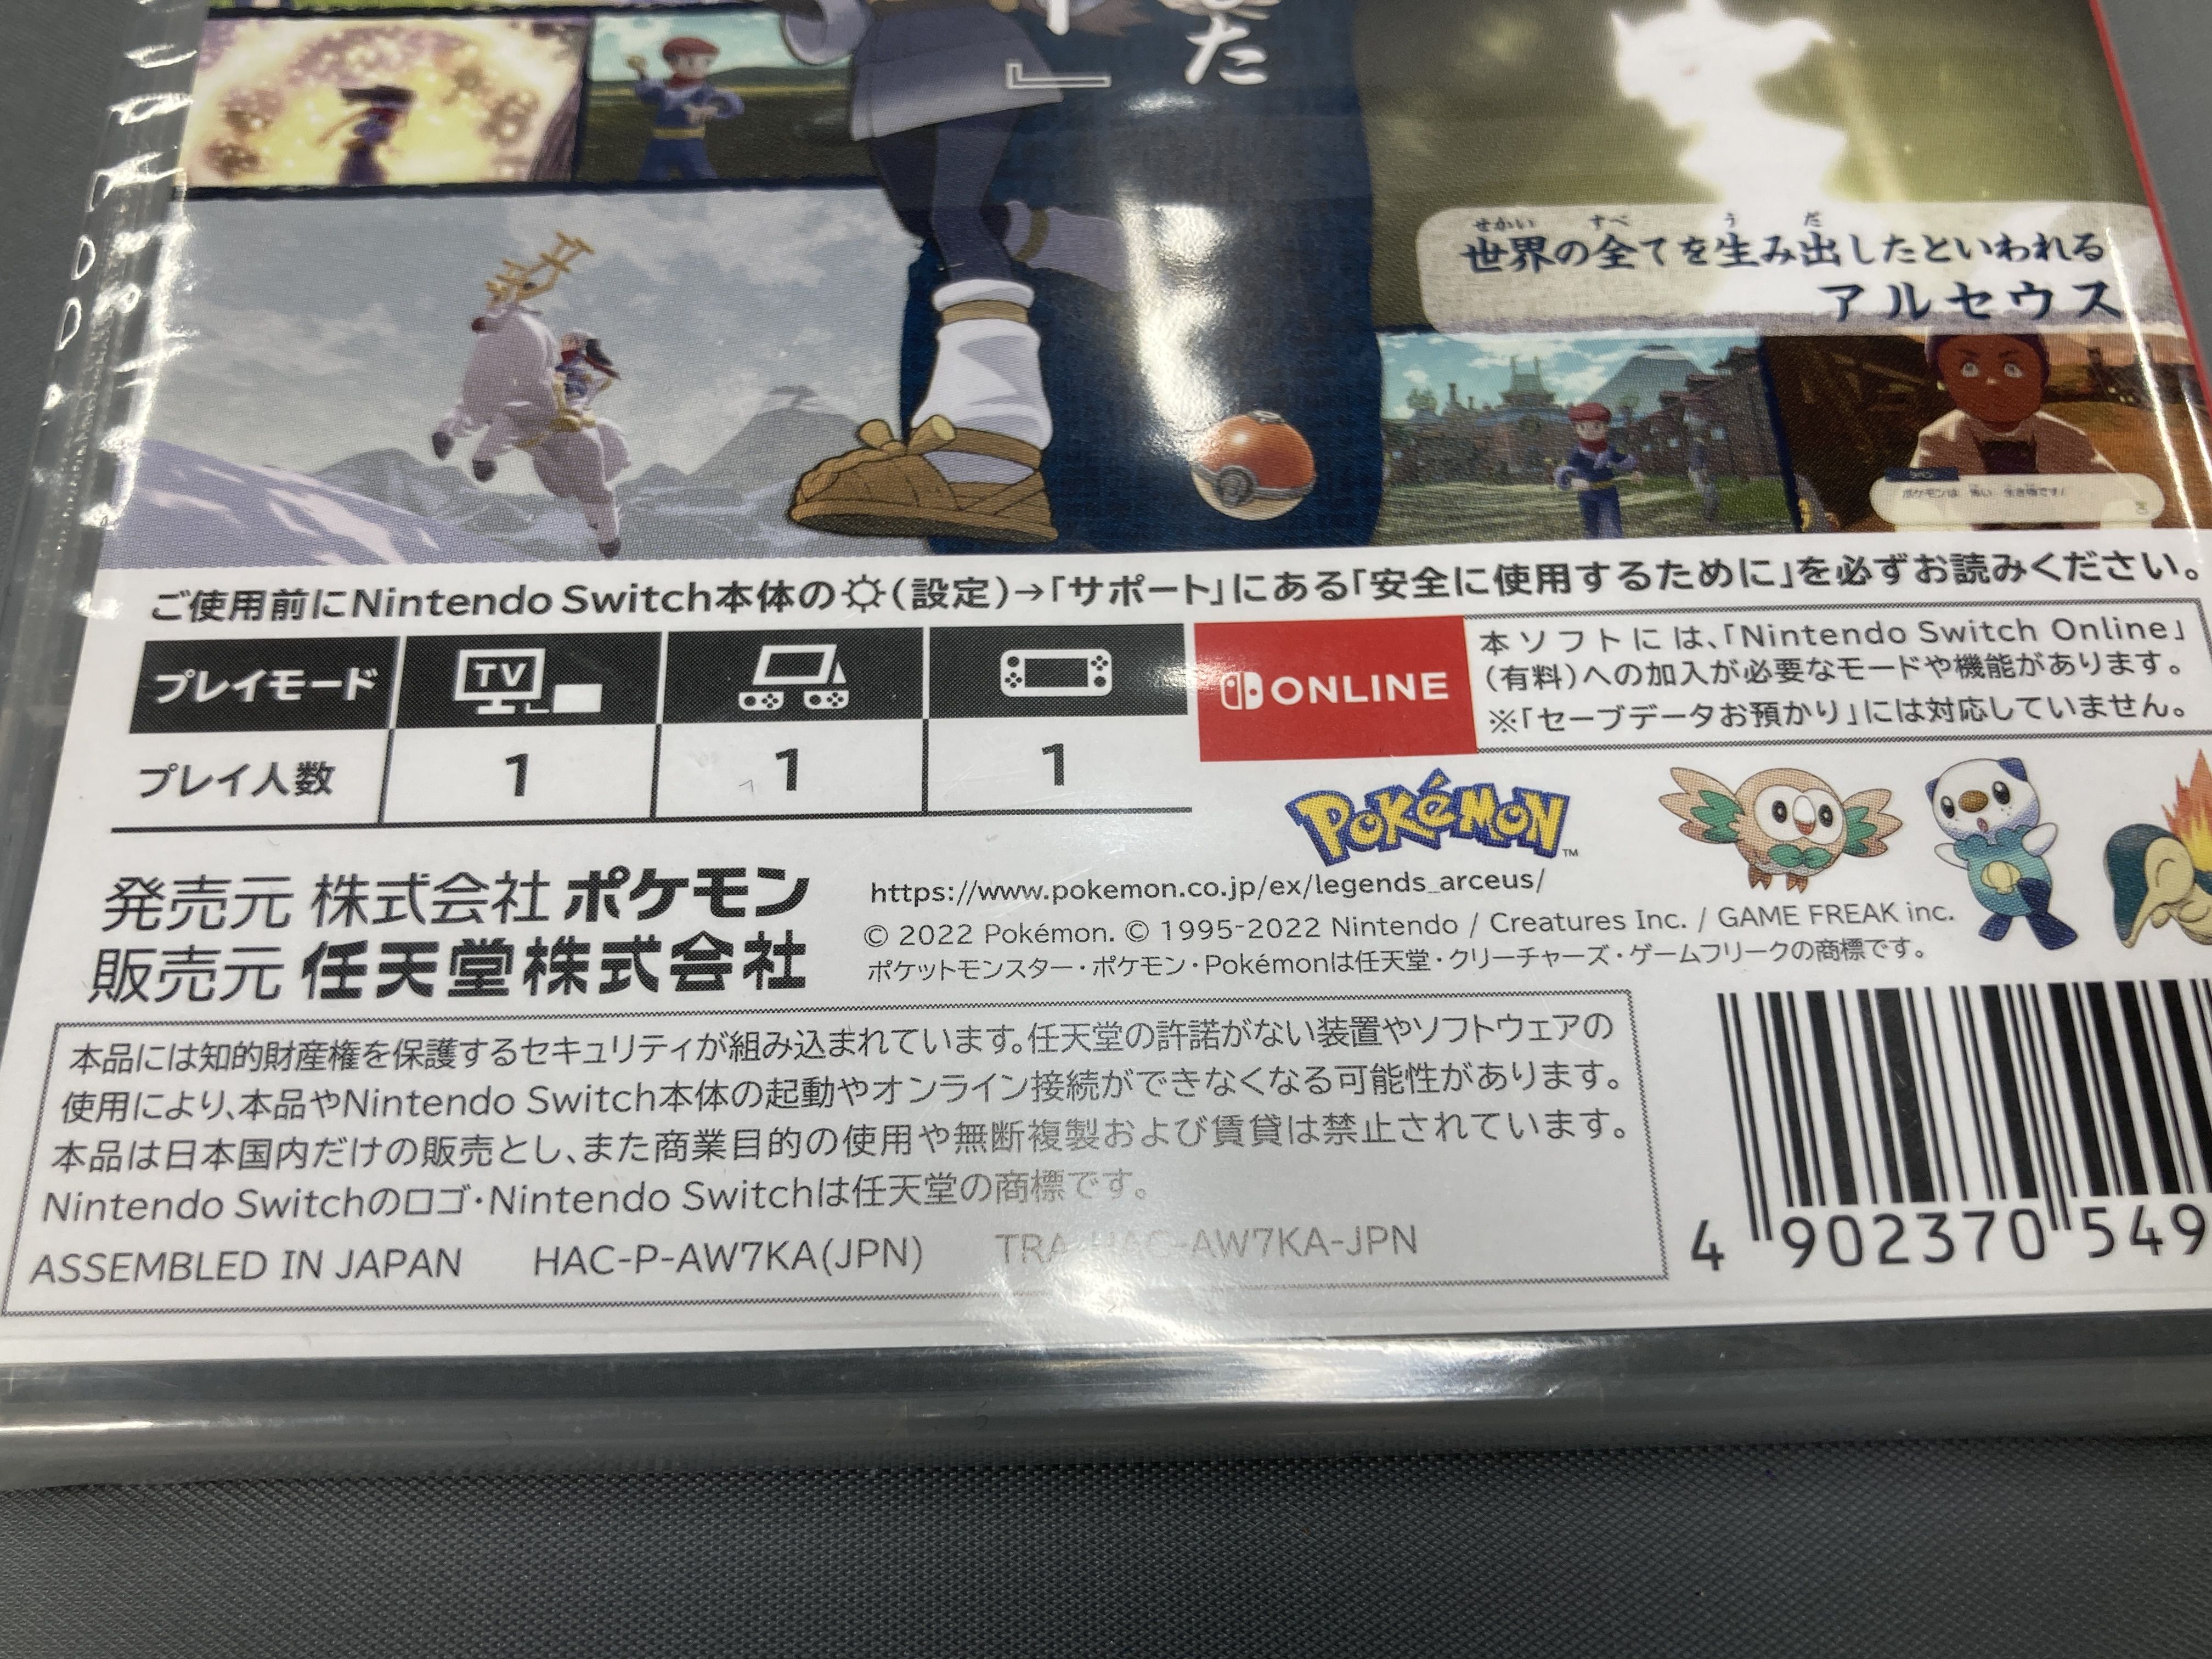 した
』
せかい すべ う だ
世界の全てを生み出したといわれる
アルセウス
ポケモンは 怖い 生き物です!
ご使用前にNintendo Switch本体の(設定)→「サポート」にある「安全に使用するために」を必ずお読みください。
プレイモード TV
プレイ人数 1 1 1
ONLINE
本ソフトには、「Nintendo Switch Online」
(有料)への加入が必要なモードや機能があります。
※「セーブデータお預かり」には対応していません。
POKéMON™
発売元 株式会社 ポケモン
販売元 任天堂株式会社
https://www.pokemon.co.jp/ex/legends_arceus/
© 2022 Pokémon. © 1995-2022 Nintendo / Creatures Inc. / GAME FREAK inc.
ポケットモンスター・ポケモン・Pokémonは任天堂・クリーチャーズ・ゲームフリークの商標です。
本品には知的財産権を保護するセキュリティが組み込まれています。任天堂の許諾がない装置やソフトウェアの
使用により、本品やNintendo Switch本体の起動やオンライン接続ができなくなる可能性があります。
本品は日本国内だけの販売とし、また商業目的の使用や無断複製および賃貸は禁止されています。
Nintendo Switchのロゴ・Nintendo Switchは任天堂の商標です。
ASSEMBLED IN JAPAN HAC-P-AW7KA(JPN) TRA-HAC-AW7KA-JPN
4 902370 549